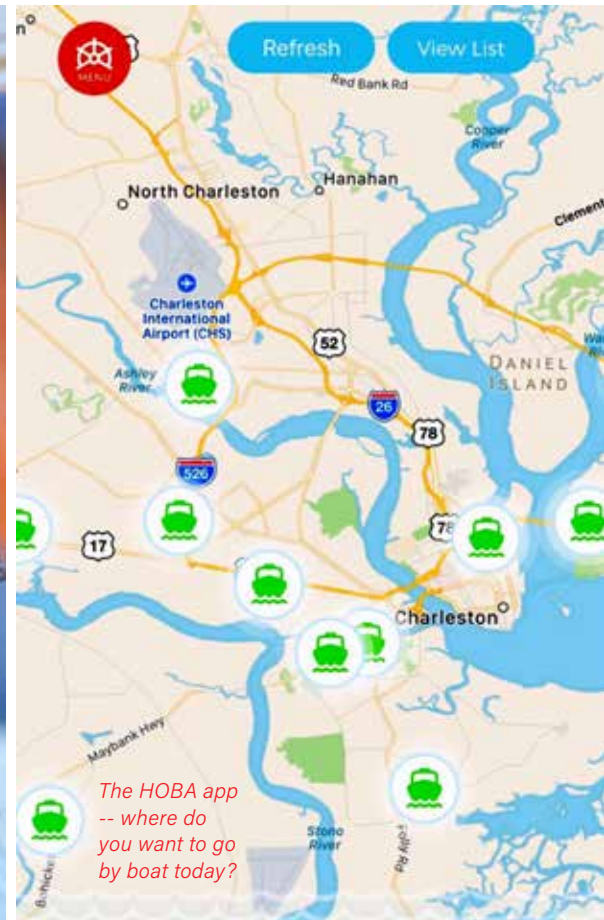 MENU
Refresh
View List
Red Bank Rd
Cooper
River
Hanahan
North Charleston
Charleston
International
Airport (CHS)
52
DANIEL
ISLAND
Ashley
River
26
78
526
17
78
Charleston
Maybank Hwy
The HOBA app
-- where do
you want to go
by boat today?
Stono
River